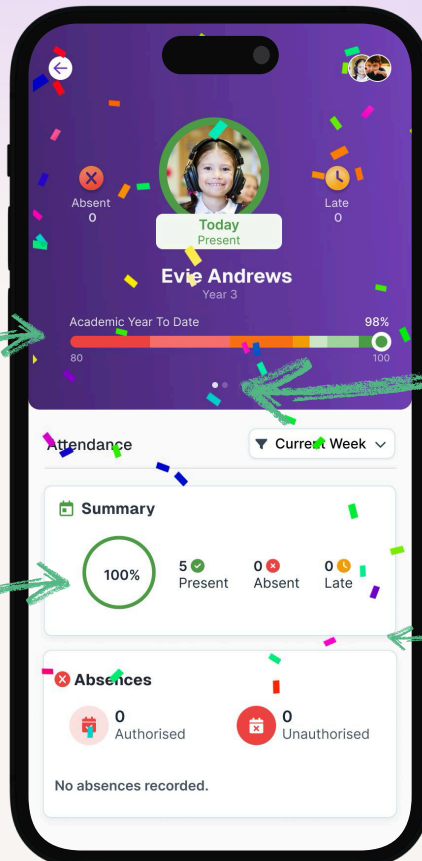 Absent
0
Late
0
Today
Present
Evie Andrews
Year 3
Academic Year To Date 98%
80 100
Attendance Current Week
Summary
100%
5 0 0
Present Absent Late
Absences
0 0
Authorised Unauthorised
No absences recorded.